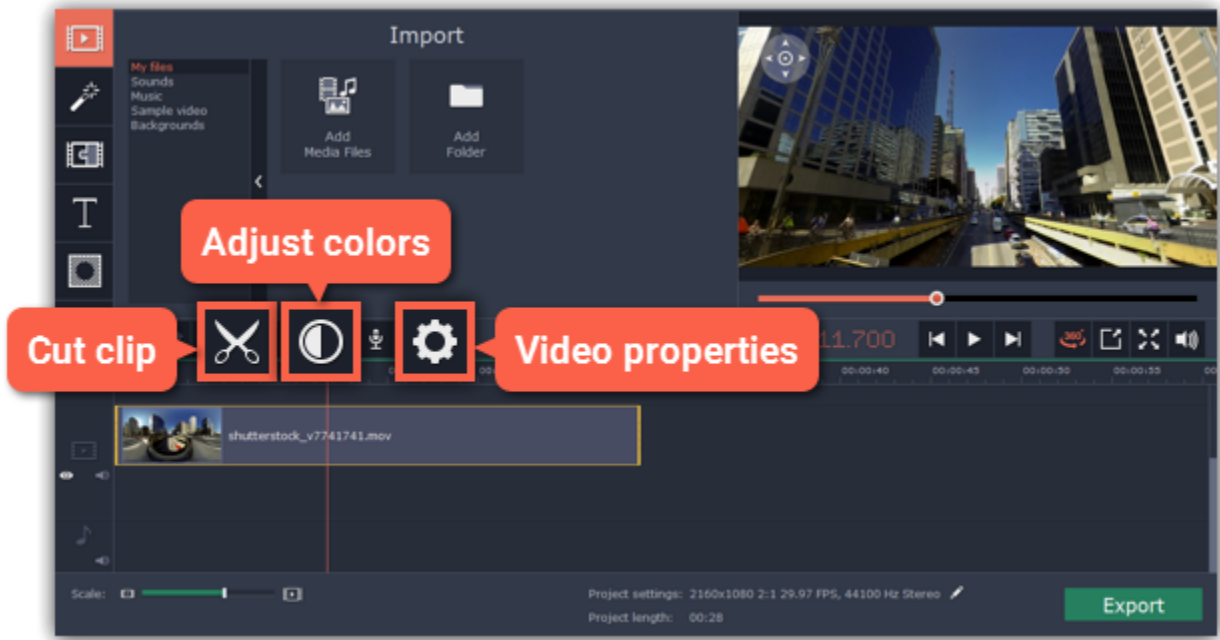 Import
My files
Sounds
Music
Sample video
Backgrounds
Add
Media Files
Add
Folder
T
Adjust colors
Cut clip
Video properties
11.700
360°
00:00:40
00:00:45
00:00:50
00:00:55
shutterstock_v7741741.mov
Scale:
Project settings: 2160x1080 2:1 29.97 FPS, 44100 Hz Stereo
Project length: 00:28
Export